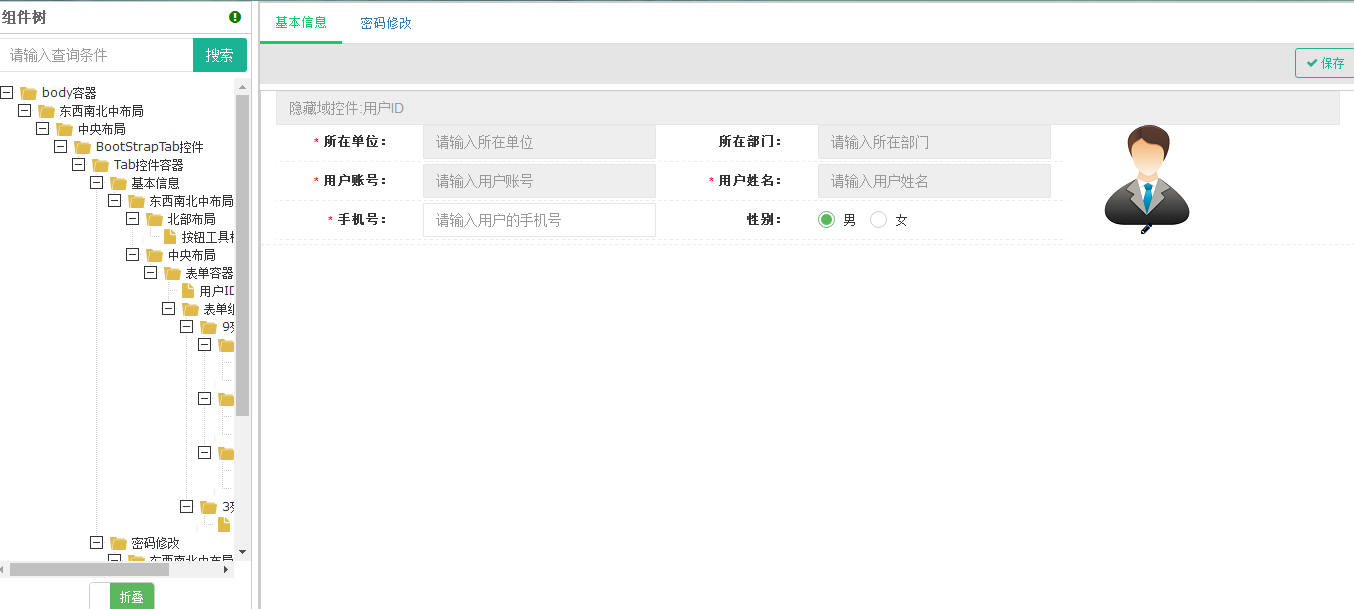 组件树
请输入查询条件
搜索
body容器
东西南北中布局
中央布局
BootStrapTab控件
Tab控件容器
基本信息
东西南北中布局
北部布局
按钮工具
中央布局
表单容器
用户ID
表单
9
3
密码修改
东西南北中布局
折叠
基本信息
密码修改
保存
隐藏域控件:用户ID
* 所在单位：
请输入所在单位
所在部门：
请输入所在部门
* 用户账号：
请输入用户账号
* 用户姓名：
请输入用户姓名
* 手机号：
请输入用户的手机号
性别：
男
女